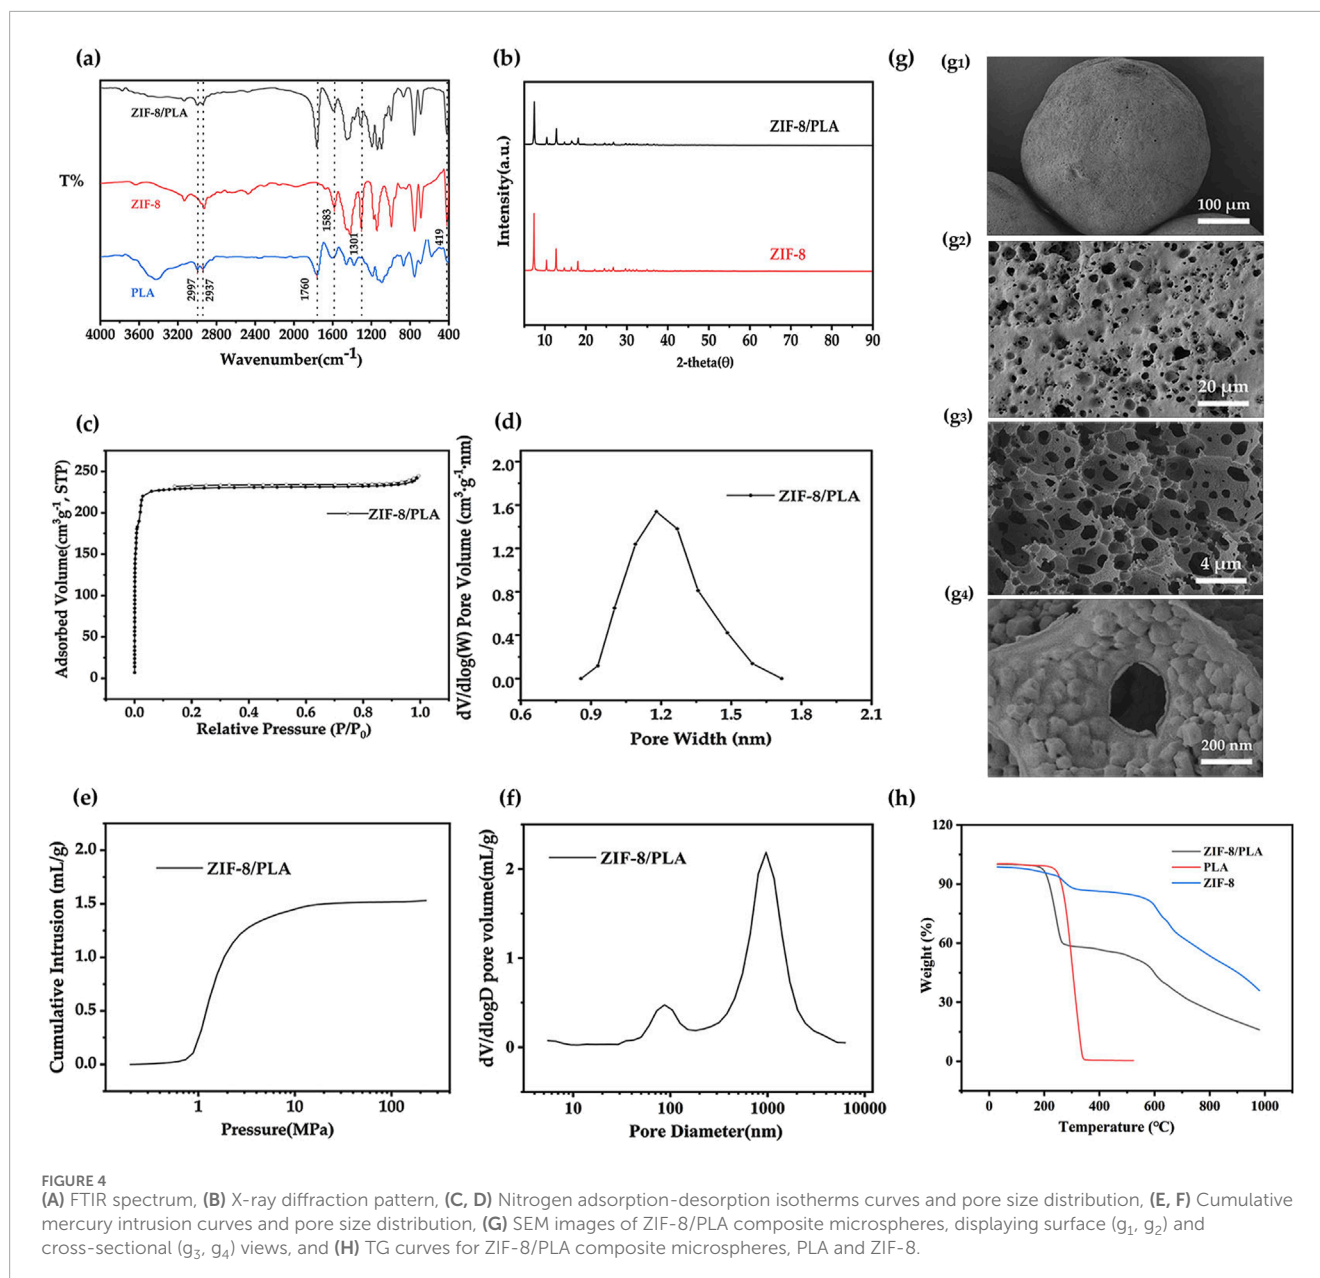 (a)
ZIF-8/PLA
T%
ZIF-8
PLA
2997
2937
1760
1583
1301
419
4000 3600 3200 2800 2400 2000 1600 1200 800 400
Wavenumber(cm⁻¹)
(b)
Intensity(a.u.)
ZIF-8/PLA
ZIF-8
10 20 30 40 50 60 70 80 90
2-theta(θ)
(g)
(g1)
100 μm
(g2)
20 μm
(g3)
4 μm
(g4)
200 nm
(c)
Adsorbed Volume(cm³g⁻¹, STP)
250
200
150
100
50
0
ZIF-8/PLA
0.0 0.2 0.4 0.6 0.8 1.0
Relative Pressure (P/P₀)
(d)
dV/dlog(W) Pore Volume (cm³·g⁻¹·nm)
2.0
1.6
1.2
0.8
0.4
0.0
ZIF-8/PLA
0.6 0.9 1.2 1.5 1.8 2.1
Pore Width (nm)
(e)
Cumulative Intrusion (mL/g)
2.0
1.5
1.0
0.5
0.0
ZIF-8/PLA
1 10 100
Pressure(MPa)
(f)
dV/dlogD pore volume(mL/g)
2
1
0
ZIF-8/PLA
10 100 1000 10000
Pore Diameter(nm)
(h)
Weight (%)
120
90
60
30
0
ZIF-8/PLA
PLA
ZIF-8
0 200 400 600 800 1000
Temperature (°C)
FIGURE 4
(A) FTIR spectrum, (B) X-ray diffraction pattern, (C, D) Nitrogen adsorption-desorption isotherms curves and pore size distribution, (E, F) Cumulative
mercury intrusion curves and pore size distribution, (G) SEM images of ZIF-8/PLA composite microspheres, displaying surface (g₁, g₂) and
cross-sectional (g₃, g₄) views, and (H) TG curves for ZIF-8/PLA composite microspheres, PLA and ZIF-8.